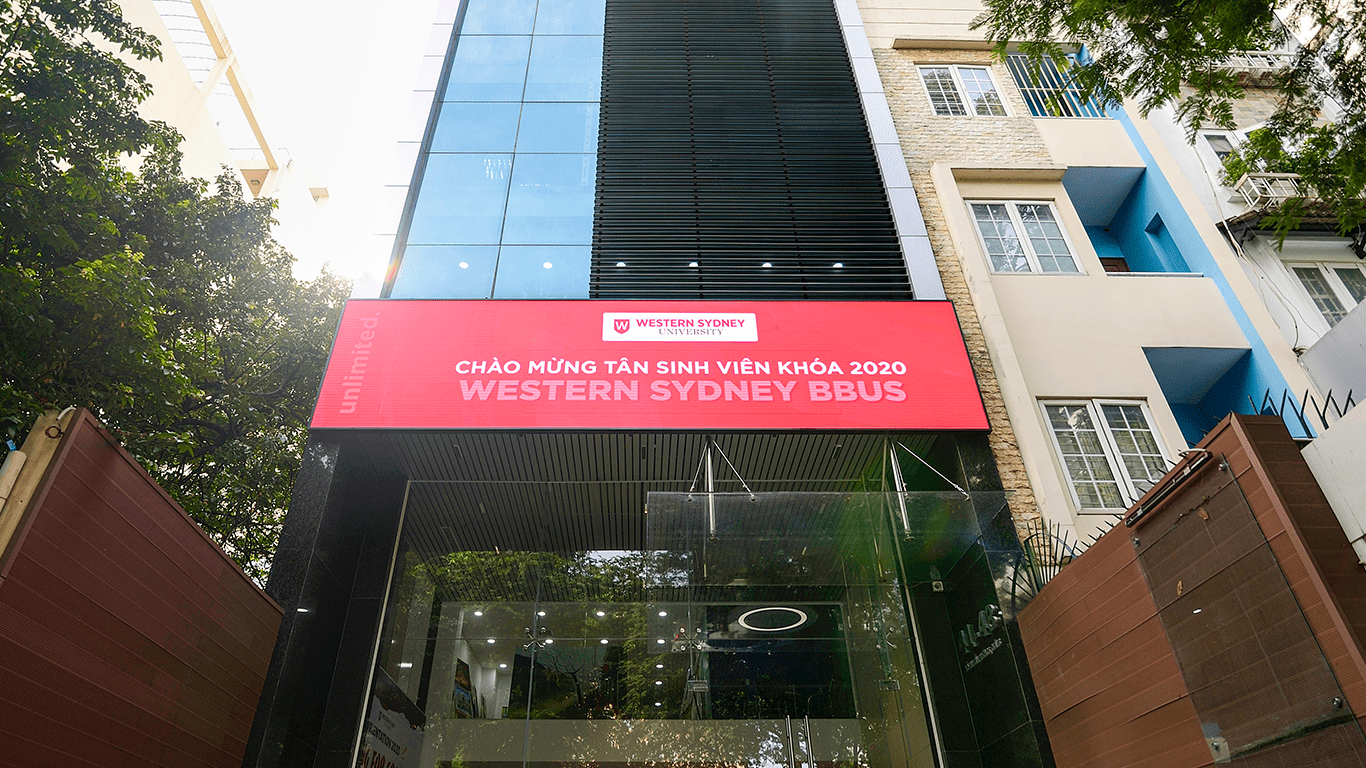 unlimited.
W WESTERN SYDNEY
UNIVERSITY
CHÀO MỪNG TÂN SINH VIÊN KHÓA 2020
WESTERN SYDNEY BBUS